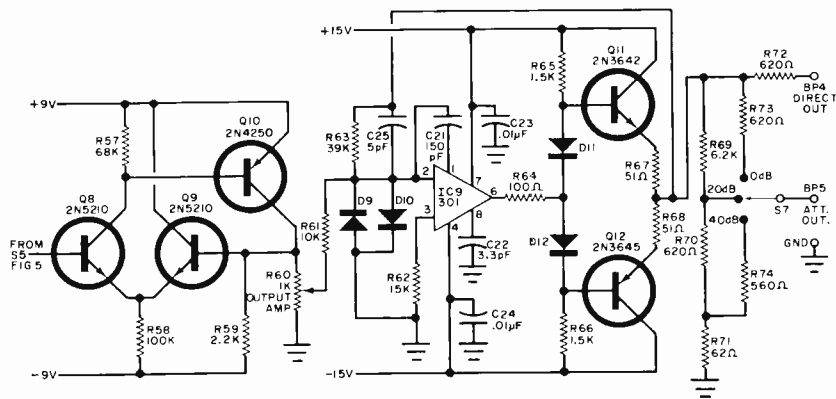 +9V
R57
68K
Q8
2N5210
Q9
2N5210
Q10
2N4250
FROM
S5
FIG 5
R58
100K
R59
2.2K
-9V
R60
1K
OUTPUT
AMP
R61
10K
+15V
R63
39K
C25
5pF
C21
150
pF
C23
.01µF
D9
D10
2
3
1
7
6
8
4
IC9
301
R62
15K
C22
3.3pF
C24
.01µF
-15V
R64
100Ω
R65
1.5K
D11
D12
R66
1.5K
Q11
2N3642
Q12
2N3645
R67
51Ω
R68
51Ω
R69
6.2K
R70
620Ω
R71
62Ω
R72
620Ω
R73
620Ω
R74
560Ω
0dB
20dB
40dB
S7
BP4
DIRECT
OUT
BP5
ATT.
OUT.
GND